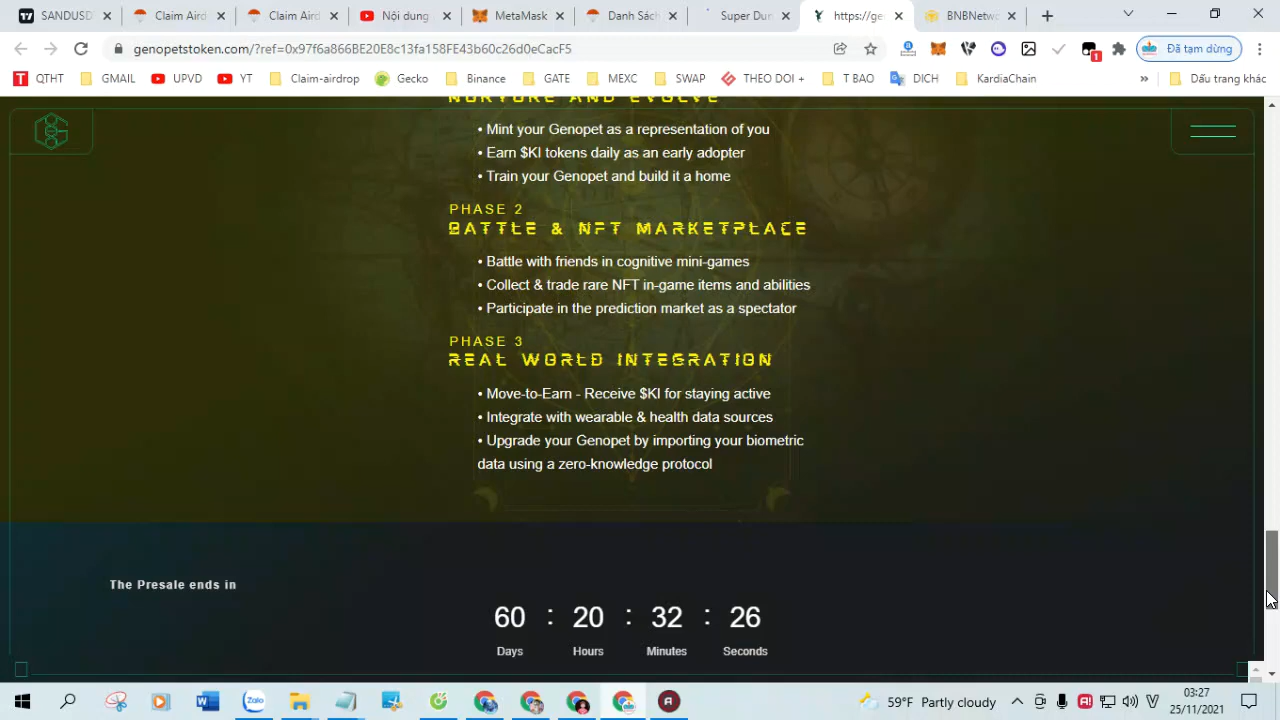 SANDUSD
Claim Aird
Claim Aird
Nội dung
MetaMask
Danh Sách
Super Dun
https://ge
BNBNetwo
genopetstoken.com/?ref=0x97f6a866BE20E8c13fa158FE43b60c26d0eCacF5
1
Đã tạm dừng
QTHT
GMAIL
UPVD
YT
Claim-airdrop
Gecko
Binance
GATE
MEXC
SWAP
THEO DOI +
T BAO
DICH
KardiaChain
»
Dấu trang khác
NURTURE AND EVOLVE
• Mint your Genopet as a representation of you
• Earn $KI tokens daily as an early adopter
• Train your Genopet and build it a home
PHASE 2
BATTLE & NFT MARKETPLACE
• Battle with friends in cognitive mini-games
• Collect & trade rare NFT in-game items and abilities
• Participate in the prediction market as a spectator
PHASE 3
REAL WORLD INTEGRATION
• Move-to-Earn - Receive $KI for staying active
• Integrate with wearable & health data sources
• Upgrade your Genopet by importing your biometric
data using a zero-knowledge protocol
The Presale ends in
60 : 20 : 32 : 26
Days Hours Minutes Seconds
Zalo
59°F Partly cloudy
03:27
25/11/2021